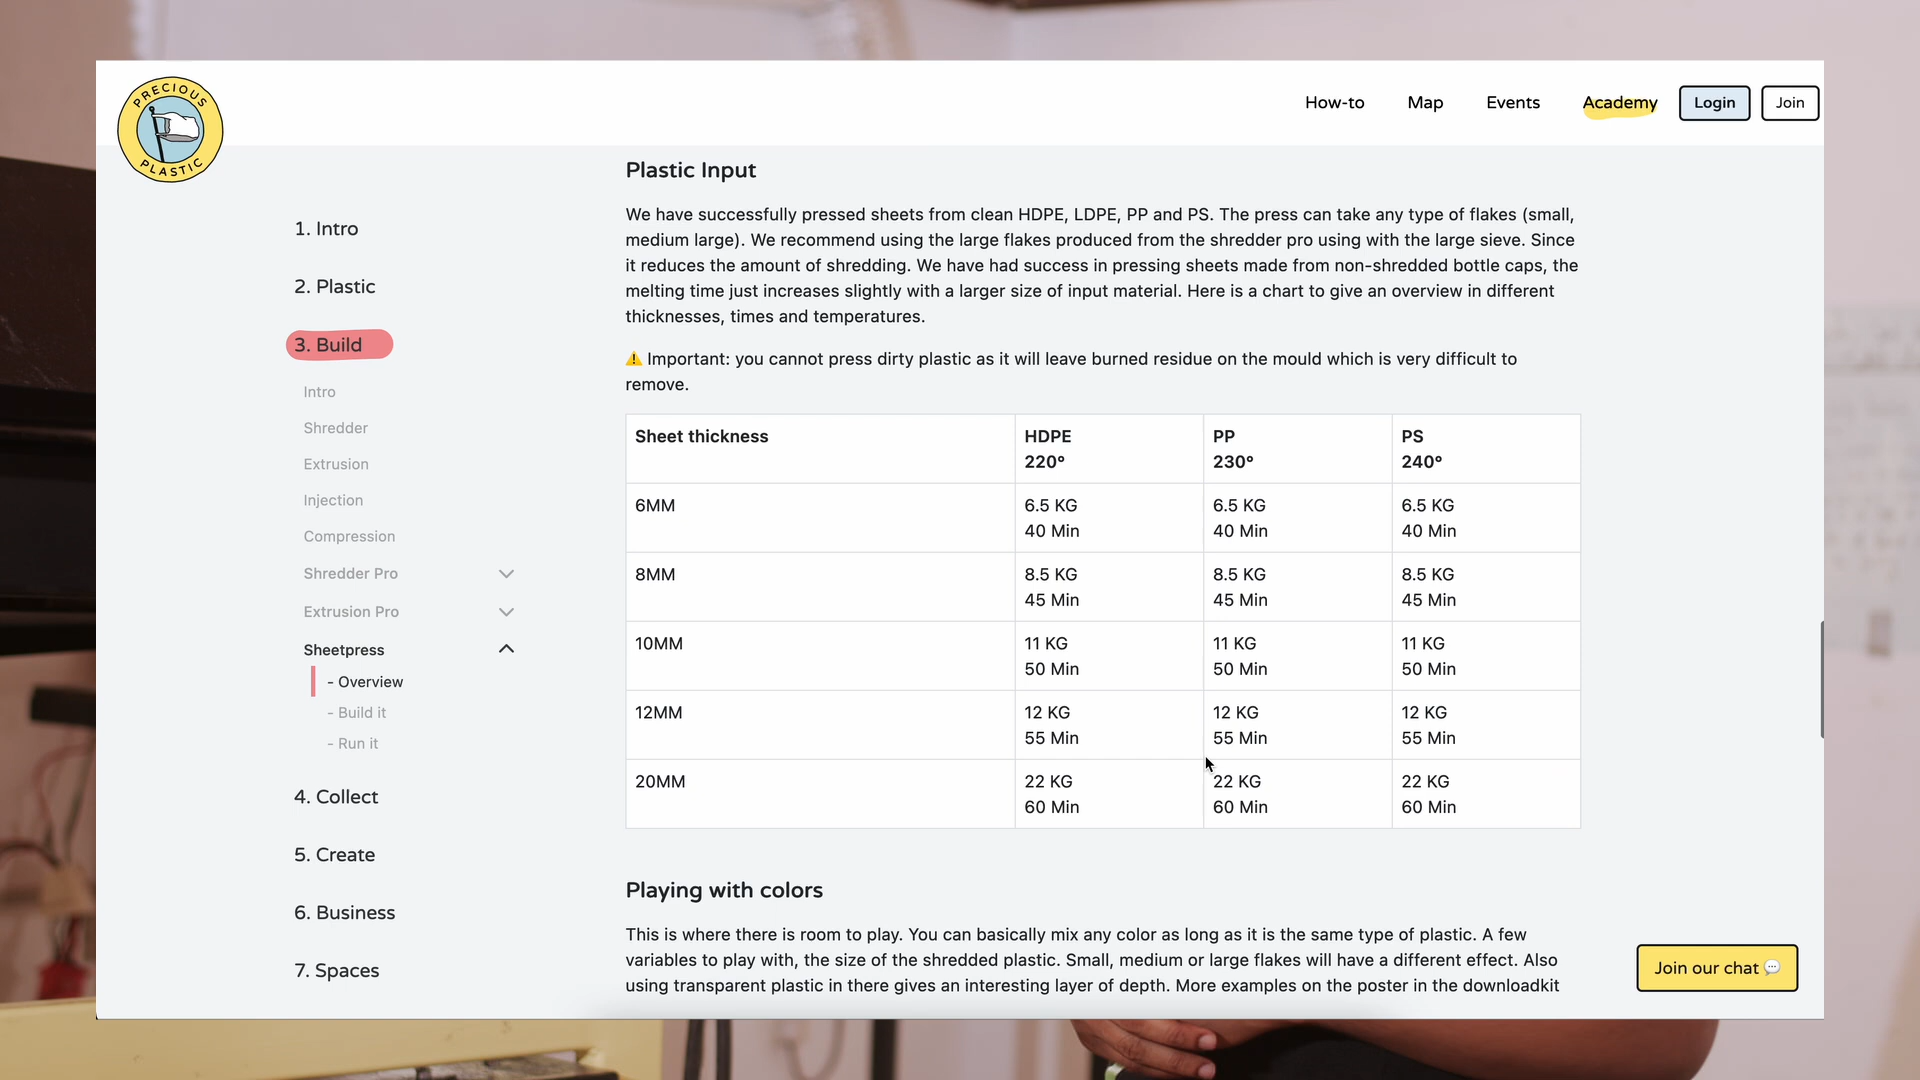 PRECIOUS
PLASTIC
How-to
Map
Events
Academy
Login
Join
1. Intro
2. Plastic
3. Build
Intro
Shredder
Extrusion
Injection
Compression
Shredder Pro
Extrusion Pro
Sheetpress
- Overview
- Build it
- Run it
4. Collect
5. Create
6. Business
7. Spaces
Plastic Input
We have successfully pressed sheets from clean HDPE, LDPE, PP and PS. The press can take any type of flakes (small,
medium large). We recommend using the large flakes produced from the shredder pro using with the large sieve. Since
it reduces the amount of shredding. We have had success in pressing sheets made from non-shredded bottle caps, the
melting time just increases slightly with a larger size of input material. Here is a chart to give an overview in different
thicknesses, times and temperatures.
⚠️ Important: you cannot press dirty plastic as it will leave burned residue on the mould which is very difficult to
remove.
Sheet thickness
HDPE
220º
PP
230º
PS
240º
6MM
6.5 KG
40 Min
6.5 KG
40 Min
6.5 KG
40 Min
8MM
8.5 KG
45 Min
8.5 KG
45 Min
8.5 KG
45 Min
10MM
11 KG
50 Min
11 KG
50 Min
11 KG
50 Min
12MM
12 KG
55 Min
12 KG
55 Min
12 KG
55 Min
20MM
22 KG
60 Min
22 KG
60 Min
22 KG
60 Min
Playing with colors
This is where there is room to play. You can basically mix any color as long as it is the same type of plastic. A few
variables to play with, the size of the shredded plastic. Small, medium or large flakes will have a different effect. Also
using transparent plastic in there gives an interesting layer of depth. More examples on the poster in the downloadkit
Join our chat 💬